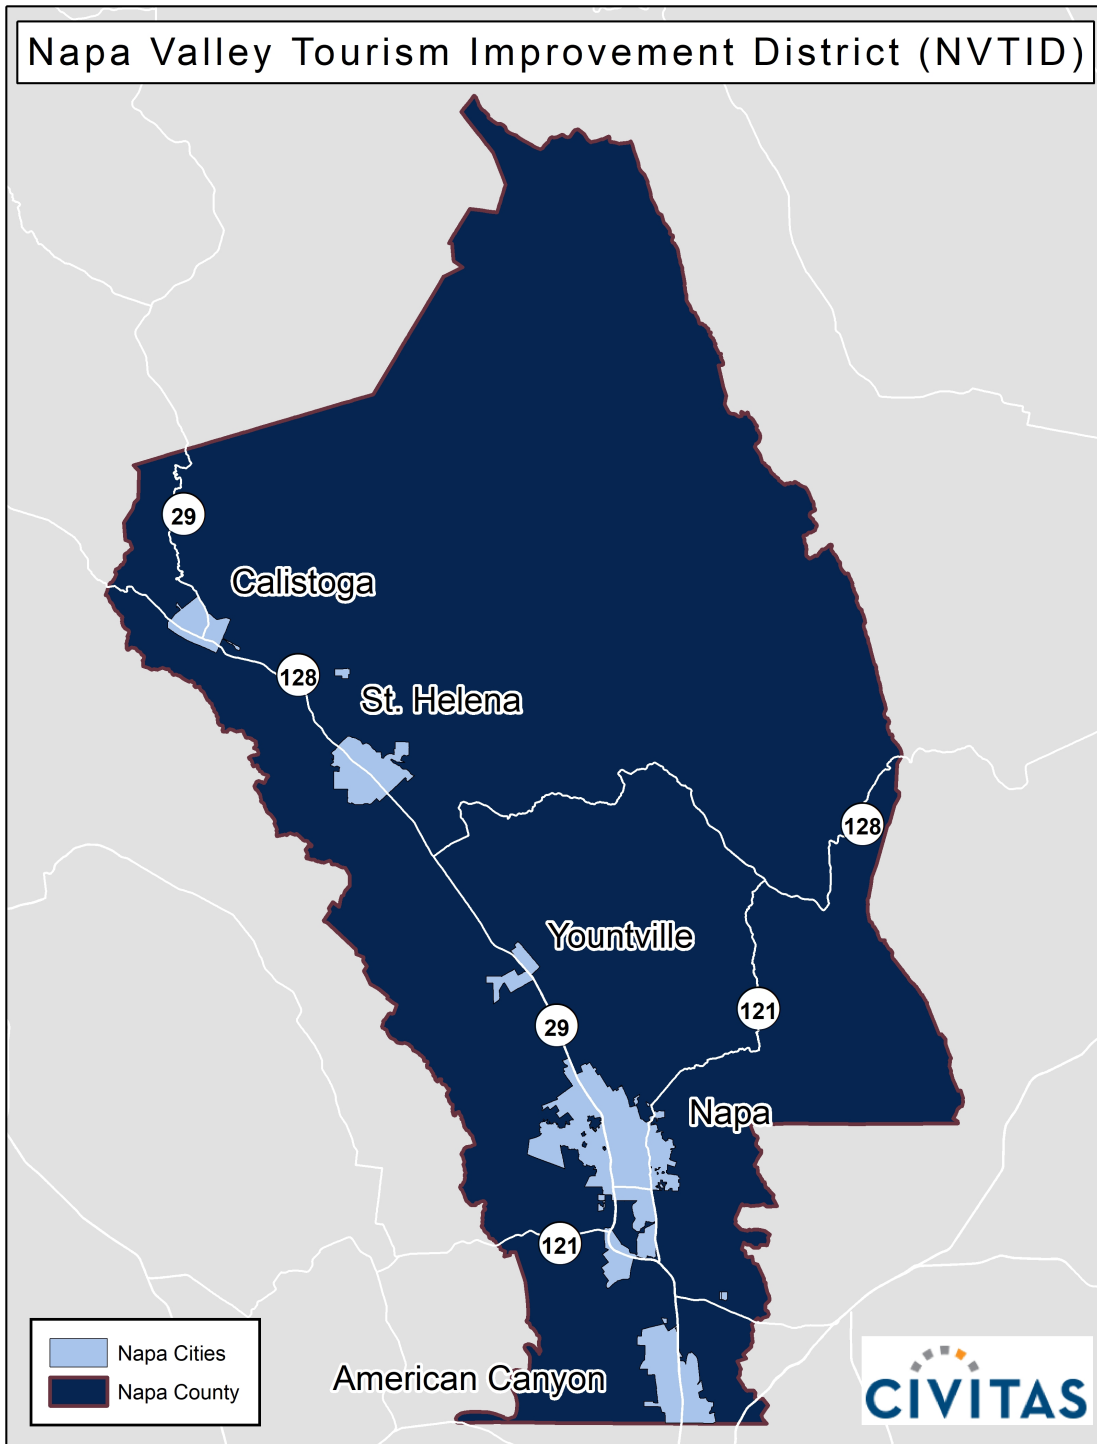 Napa Valley Tourism Improvement District (NVTID)
29
Calistoga
128
St. Helena
128
Yountville
121
29
Napa
121
Napa Cities
American Canyon
Napa County
CIVITAS